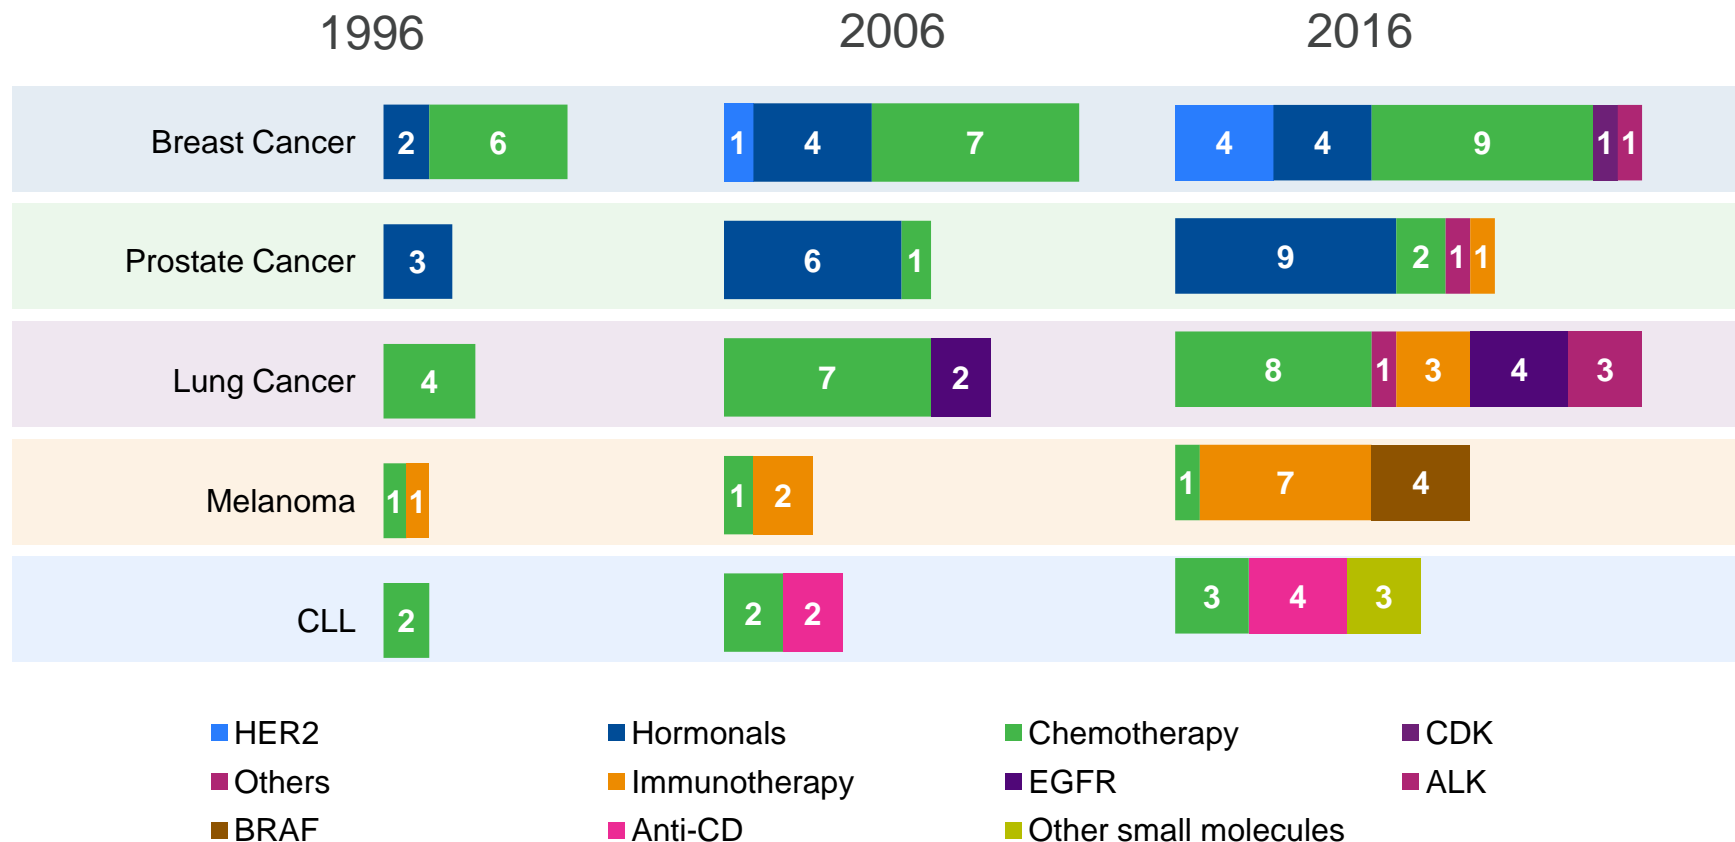 1996 2006 2016
Breast Cancer 2 6 1 4 7 4 4 9 1 1
Prostate Cancer 3 6 1 9 2 1 1
Lung Cancer 4 7 2 8 1 3 4 3
Melanoma 1 1 1 2 1 7 4
CLL 2 2 2 3 4 3
HER2 Hormonals Chemotherapy CDK
Others Immunotherapy EGFR ALK
BRAF Anti-CD Other small molecules